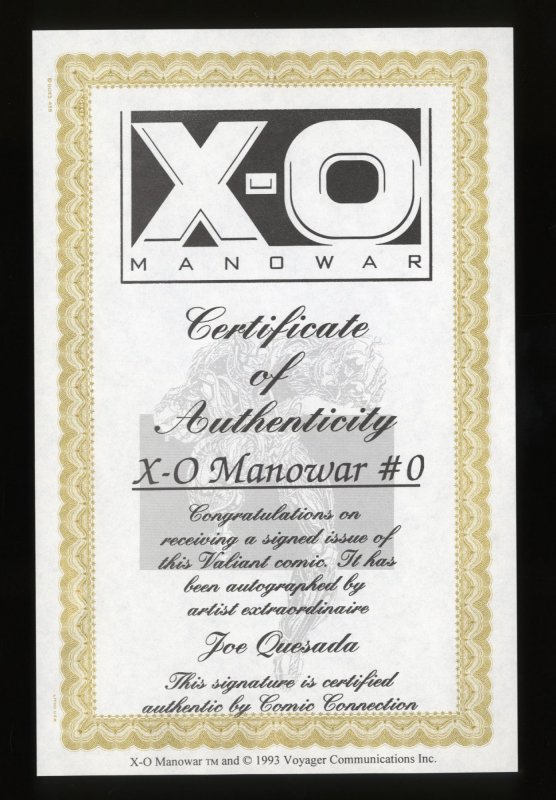 X-O
MANOWAR
Certificate
of
Authenticity
X-O Manowar #0
Congratulations on
receiving a signed issue of
this Valiant comic. It has
been autographed by
artist extraordinaire
Joe Quesada
This signature is certified
authentic by Comic Connection
X-O Manowar TM and © 1993 Voyager Communications Inc.